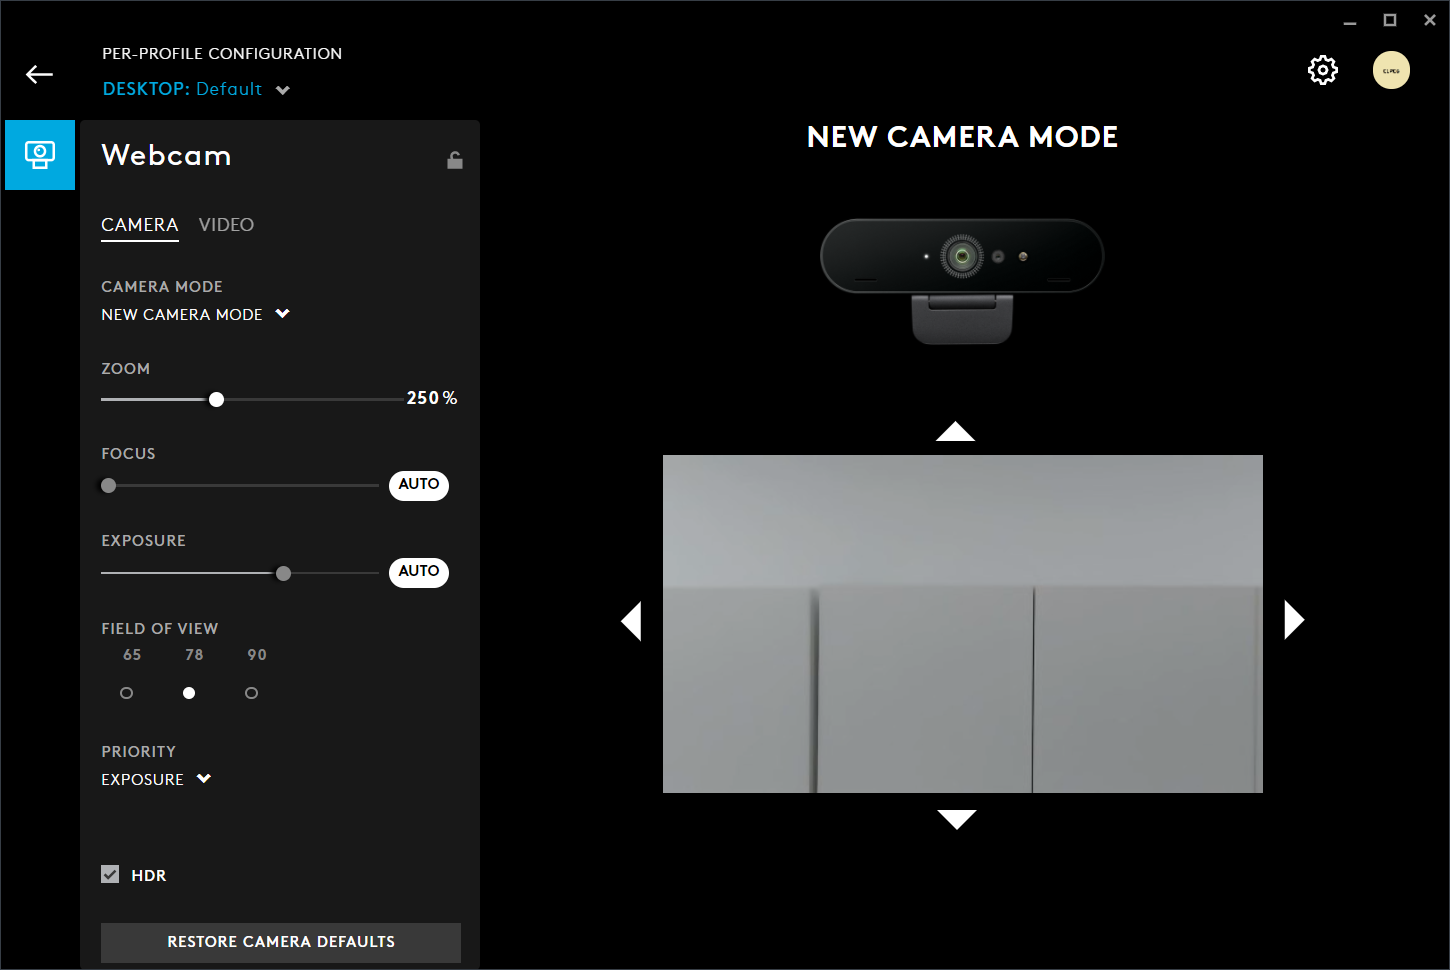 PER-PROFILE CONFIGURATION
DESKTOP: Default
Webcam
CAMERA VIDEO
CAMERA MODE
NEW CAMERA MODE
ZOOM
250 %
FOCUS
AUTO
EXPOSURE
AUTO
FIELD OF VIEW
65 78 90
PRIORITY
EXPOSURE
HDR
RESTORE CAMERA DEFAULTS
NEW CAMERA MODE